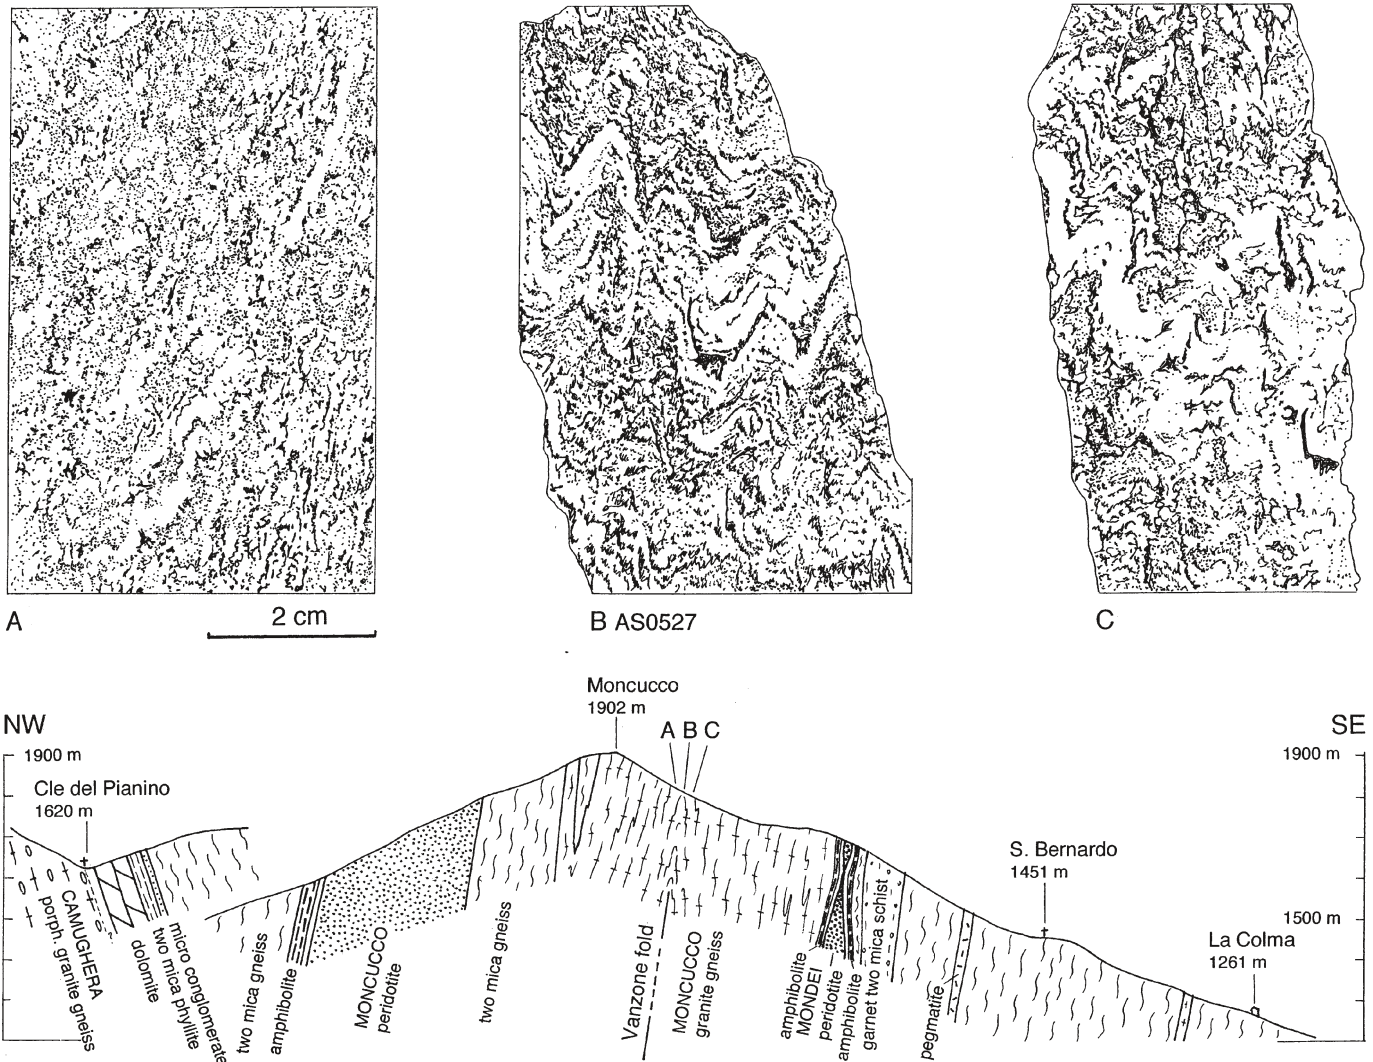 A
2 cm
B AS0527
C
Moncucco
1902 m
NW
A B C
SE
1900 m
1900 m
Cle del Pianino
1620 m
S. Bernardo
1451 m
1500 m
La Colma
1261 m
CAMUGHERA
porph. granite gneiss
dolomite
two mica phyllite
micro conglomerate
two mica gneiss
amphibolite
MONCUCCO
peridotite
two mica gneiss
Vanzone fold
MONCUCCO
granite gneiss
amphibolite
MONDEI
peridotite
amphibolite
garnet two mica schist
pegmatite